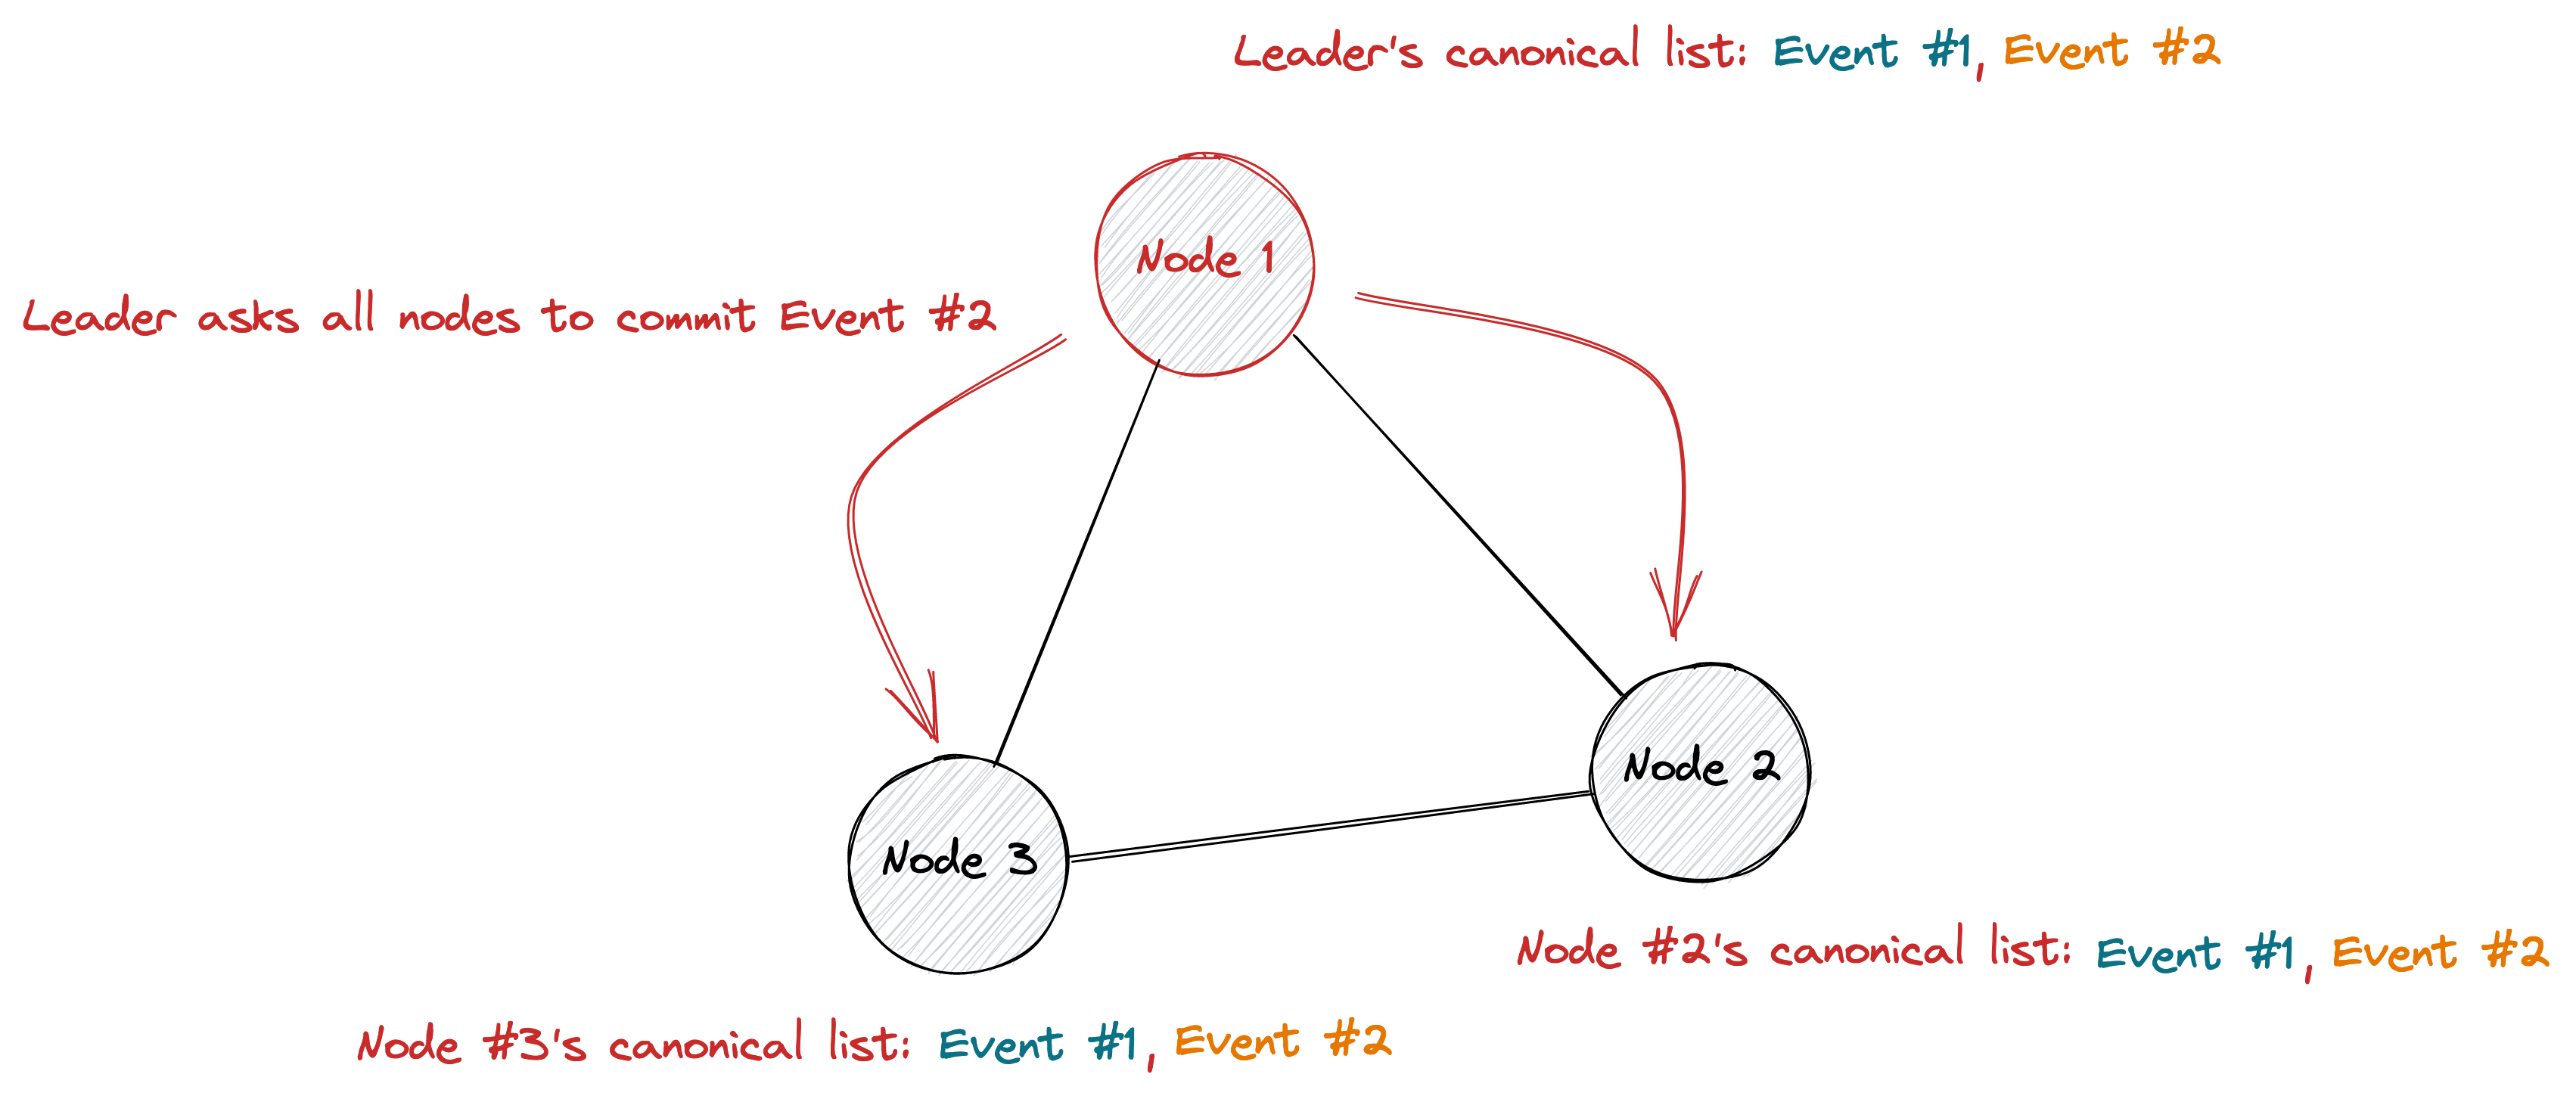 Leader's canonical list: Event #1, Event #2
Node 1
Leader asks all nodes to commit Event #2
Node 2
Node 3
Node #2's canonical list: Event #1, Event #2
Node #3's canonical list: Event #1, Event #2